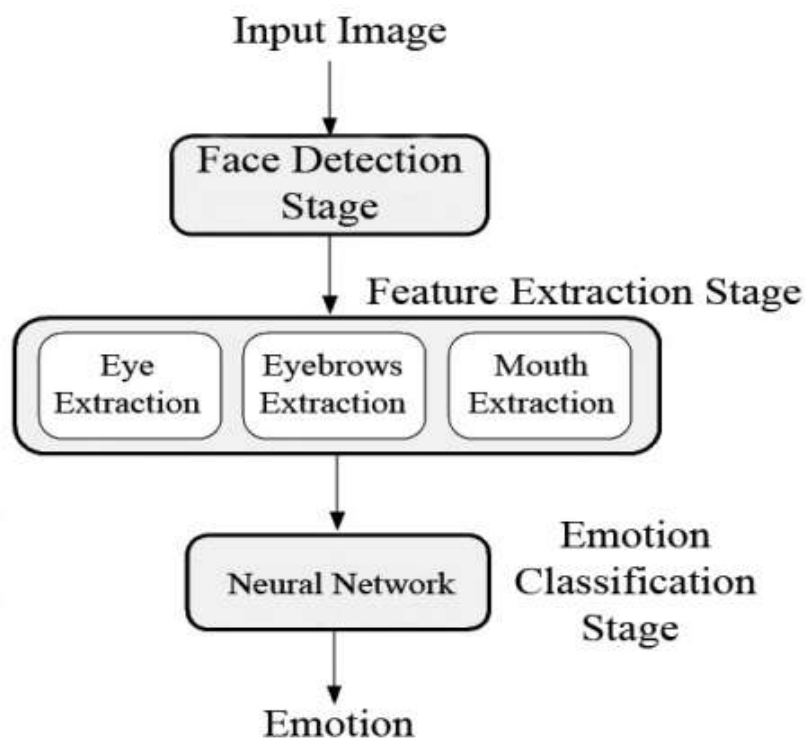 Input Image
Face Detection
Stage
Feature Extraction Stage
Eye
Extraction
Eyebrows
Extraction
Mouth
Extraction
Neural Network
Emotion
Classification
Stage
Emotion